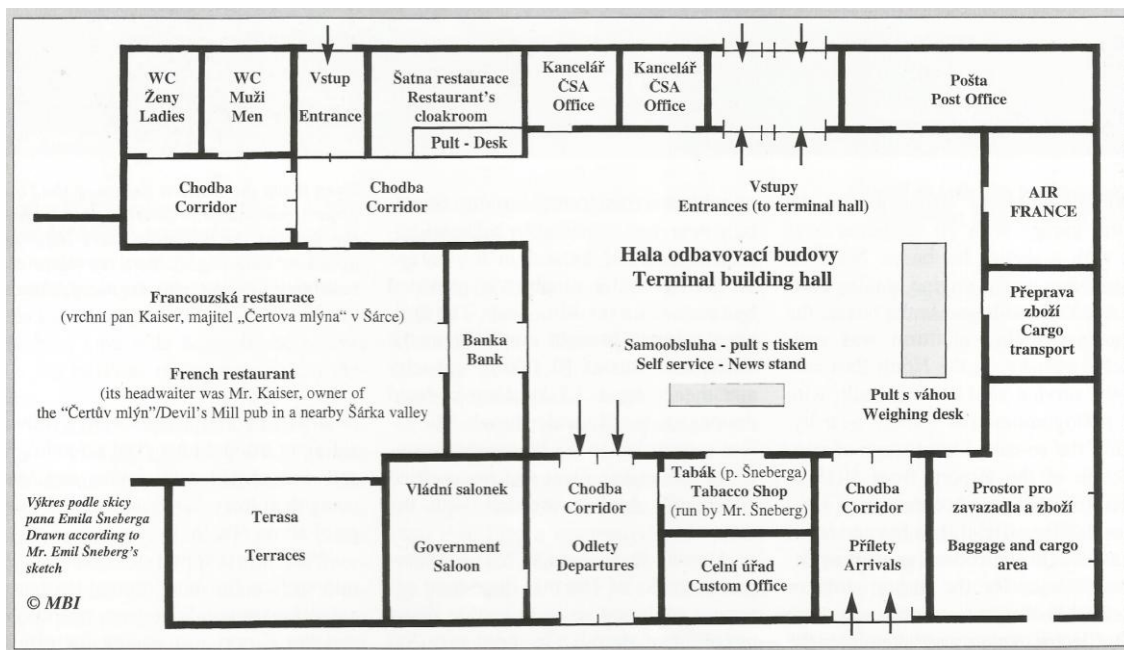 WC
Ženy
Ladies
WC
Muži
Men
Vstup
Entrance
Šatna restaurace
Restaurant's
cloakroom
Pult - Desk
Kancelář
ČSA
Office
Kancelář
ČSA
Office
Pošta
Post Office
Chodba
Corridor
Chodba
Corridor
Vstupy
Entrances (to terminal hall)
AIR
FRANCE
Hala odbavovací budovy
Terminal building hall
Francouzská restaurace
(vrchní pan Kaiser, majitel „Čertova mlýna“ v Šárce)
French restaurant
(its headwaiter was Mr. Kaiser, owner of
the “Čertův mlýn”/Devil's Mill pub in a nearby Šárka valley
Banka
Bank
Samoobsluha - pult s tiskem
Self service - News stand
Přeprava
zboží
Cargo
transport
Pult s váhou
Weighing desk
Výkres podle skicy
pana Emila Šneberga
Drawn according to
Mr. Emil Šneberg's
sketch
© MBI
Terasa
Terraces
Vládní salonek
Government
Saloon
Chodba
Corridor
Odlety
Departures
Tabák (p. Šneberga)
Tabacco Shop
(run by Mr. Šneberg)
Celní úřad
Custom Office
Chodba
Corridor
Přílety
Arrivals
Prostor pro
zavazadla a zboží
Baggage and cargo
area